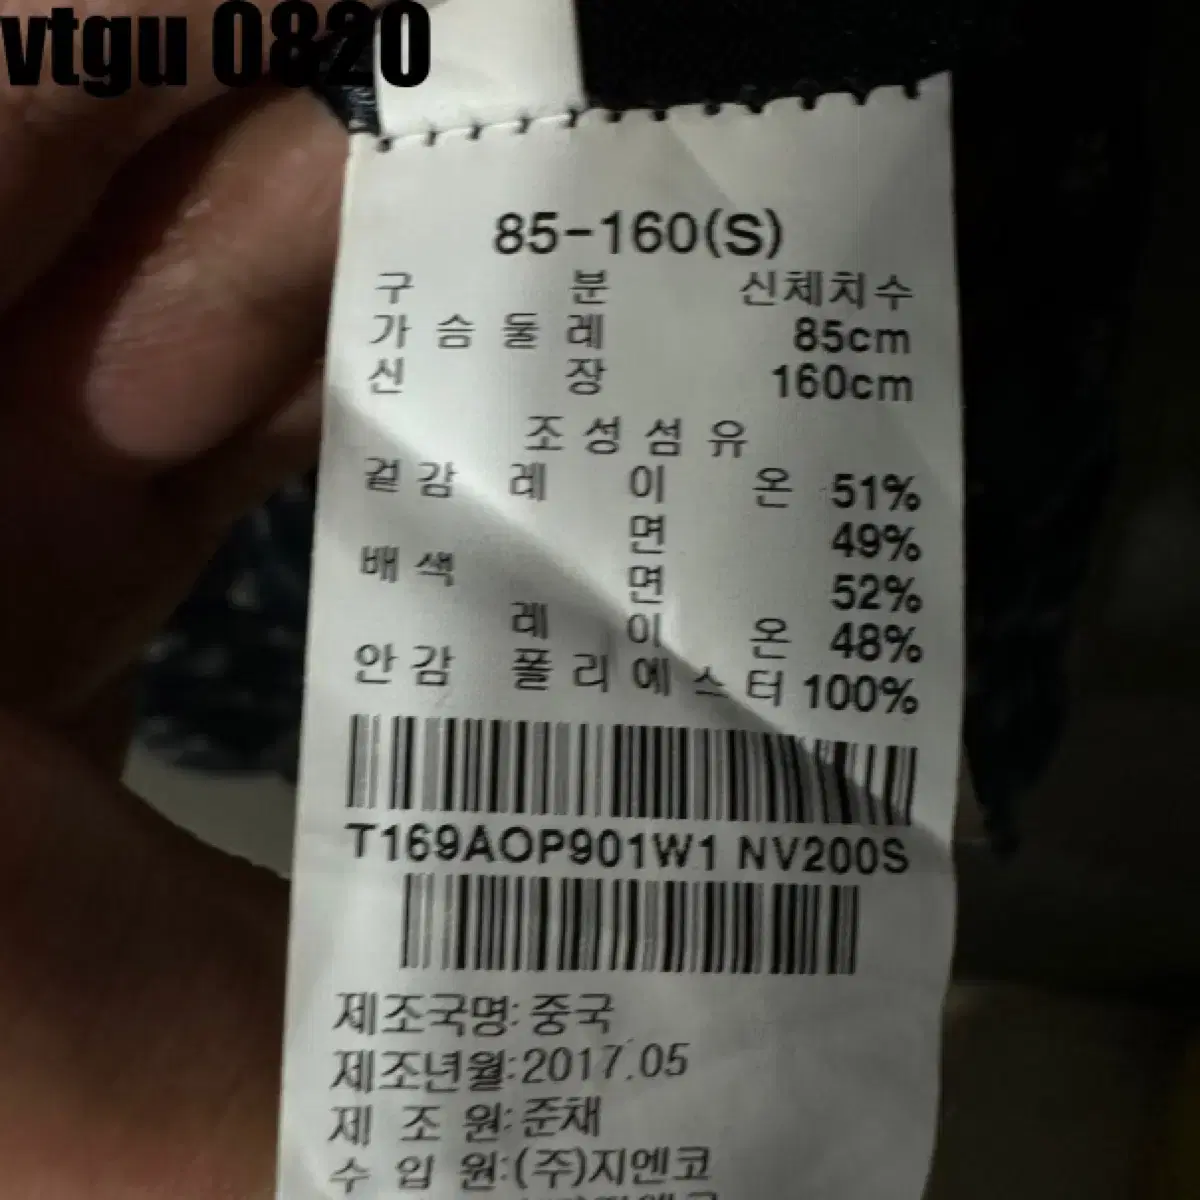 vtgu 0820
85-160(S)
구 분 신체치수
가 슴 둘 레 85cm
신 장 160cm
조 성 섬 유
겉 감 레 이 온 51%
면 49%
배 색 면 52%
레 이 온 48%
안 감 폴 리 에 스 터 100%
T169AOP901W1 NV200S
제조국명: 중국
제조년월:2017.05
제 조 원: 준채
수 입 원:(주)지엔코